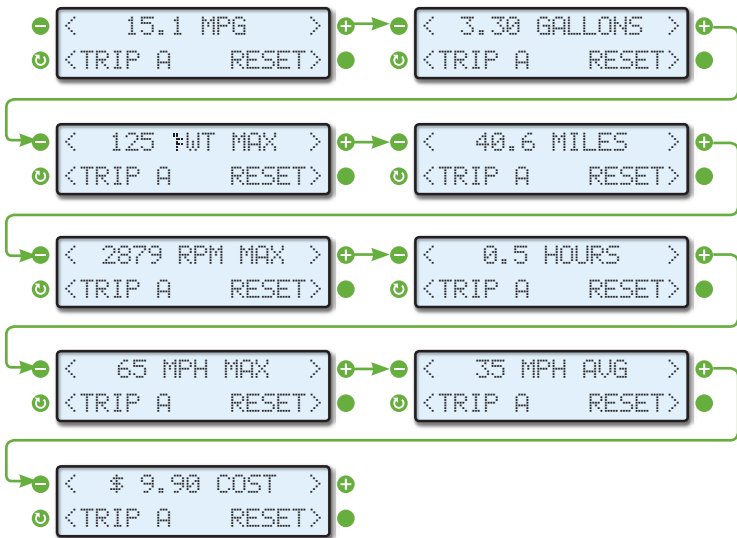 < 15.1 MPG >
<TRIP A RESET>
< 3.30 GALLONS >
<TRIP A RESET>
< 125 WT MAX >
<TRIP A RESET>
< 40.6 MILES >
<TRIP A RESET>
< 2879 RPM MAX >
<TRIP A RESET>
< 0.5 HOURS >
<TRIP A RESET>
< 65 MPH MAX >
<TRIP A RESET>
< 35 MPH AVG >
<TRIP A RESET>
< $ 9.90 COST >
<TRIP A RESET>